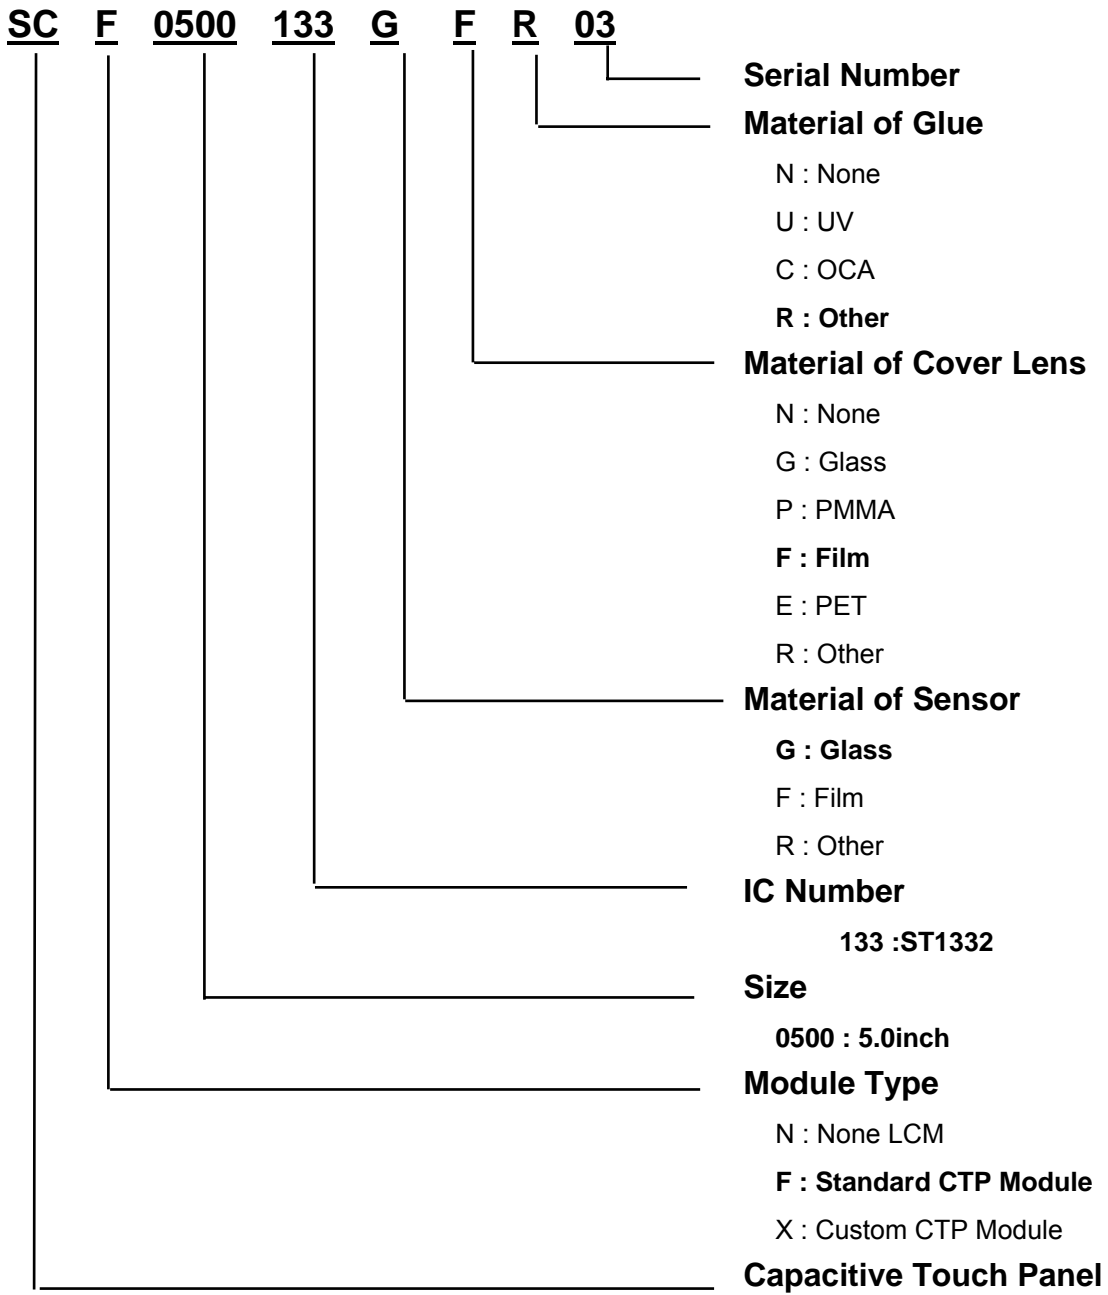 SC F 0500 133 G F R 03
Serial Number
Material of Glue
N : None
U : UV
C : OCA
R : Other
Material of Cover Lens
N : None
G : Glass
P : PMMA
F : Film
E : PET
R : Other
Material of Sensor
G : Glass
F : Film
R : Other
IC Number
133 :ST1332
Size
0500 : 5.0inch
Module Type
N : None LCM
F : Standard CTP Module
X : Custom CTP Module
Capacitive Touch Panel